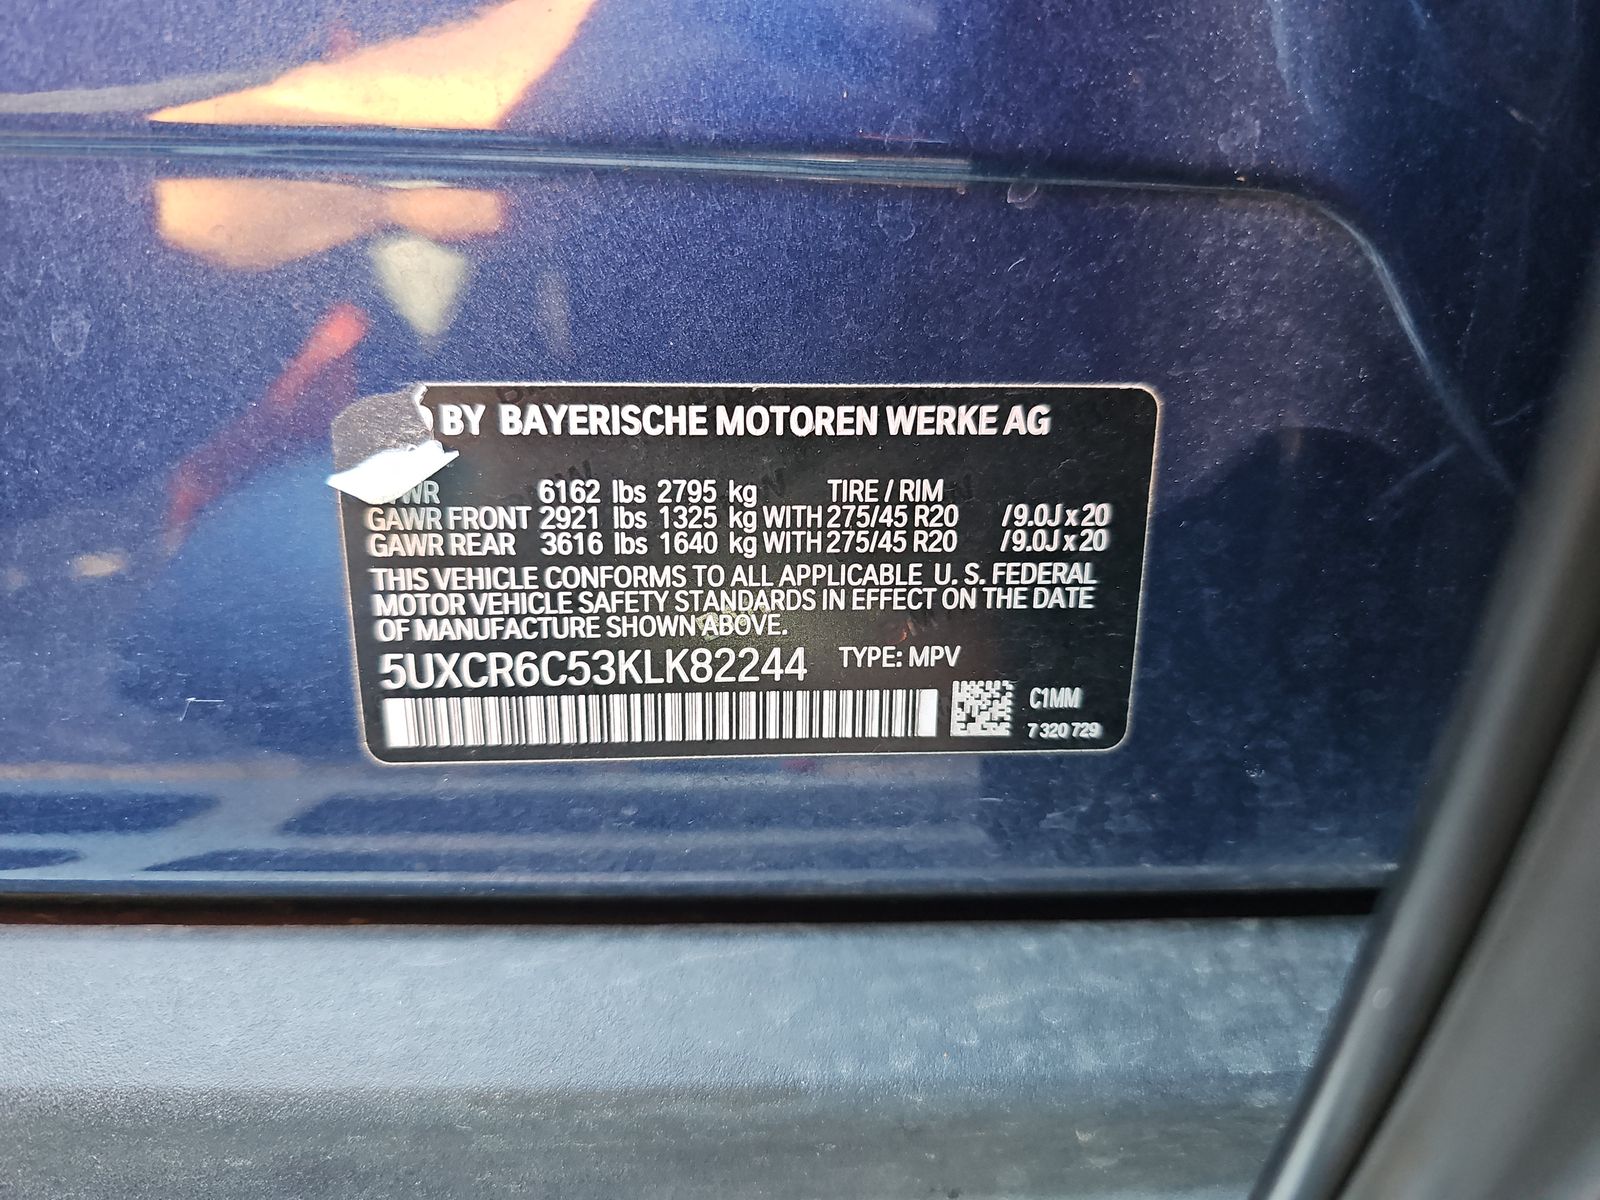 BY BAYERISCHE MOTOREN WERKE AG
6162 lbs 2795 kg TIRE / RIM
GAWR FRONT 2921 lbs 1325 kg WITH 275/45 R20 /9.0J x 20
GAWR REAR 3616 lbs 1640 kg WITH 275/45 R20 /9.0J x 20
THIS VEHICLE CONFORMS TO ALL APPLICABLE U. S. FEDERAL
MOTOR VEHICLE SAFETY STANDARDS IN EFFECT ON THE DATE
OF MANUFACTURE SHOWN ABOVE.
5UXCR6C53KLK82244 TYPE: MPV
C1MM
7 320 729